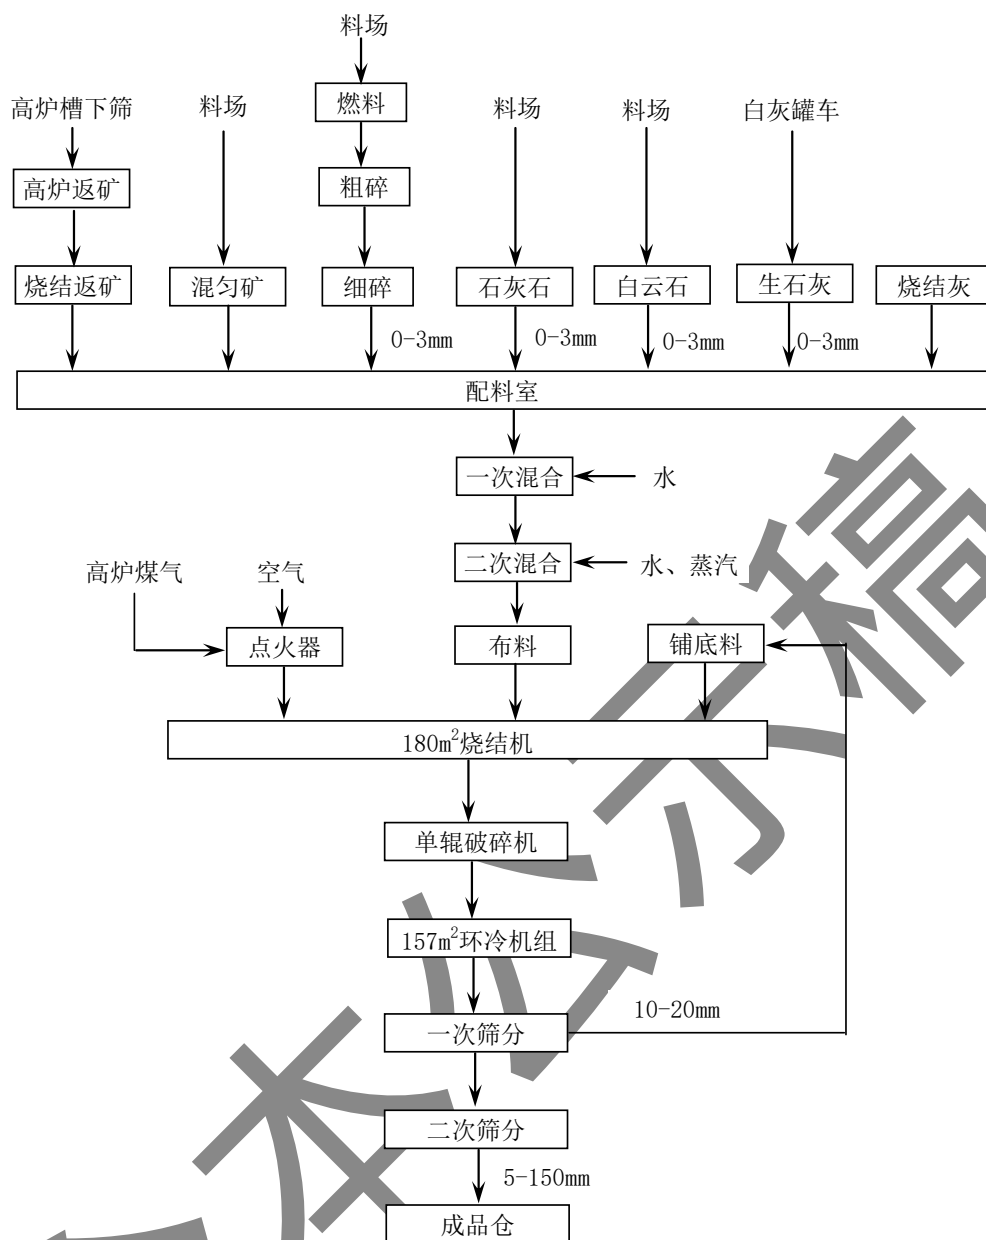 料场
高炉槽下筛
料场
燃料
料场
料场
白灰罐车
高炉返矿
粗碎
烧结返矿
混匀矿
细碎
石灰石
白云石
生石灰
烧结灰
0-3mm
0-3mm
0-3mm
0-3mm
配料室
一次混合
水
二次混合
水、蒸汽
高炉煤气
空气
点火器
布料
铺底料
180m²烧结机
单辊破碎机
157m²环冷机组
10-20mm
一次筛分
二次筛分
5-150mm
成品仓
本公示稿